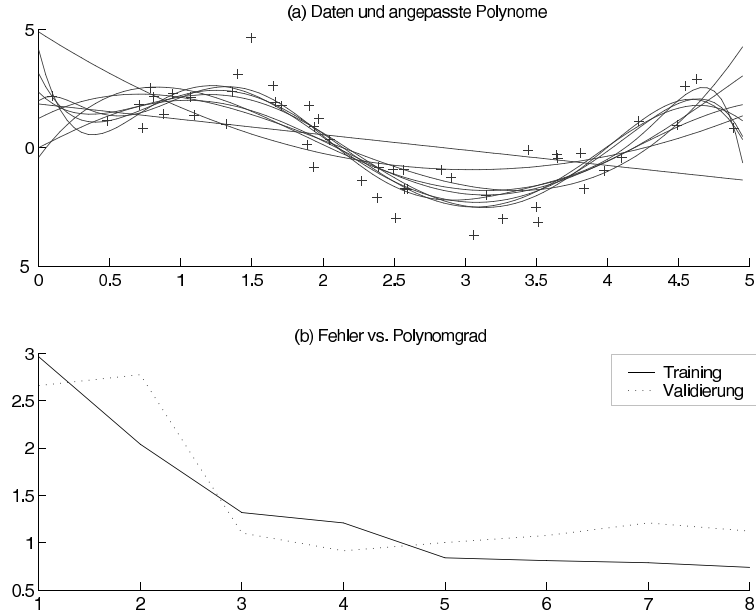 (a) Daten und angepasste Polynome
5
0
5
0 0.5 1 1.5 2 2.5 3 3.5 4 4.5 5
(b) Fehler vs. Polynomgrad
3
2.5
2
1.5
1
0.5
Training
Validierung
1 2 3 4 5 6 7 8